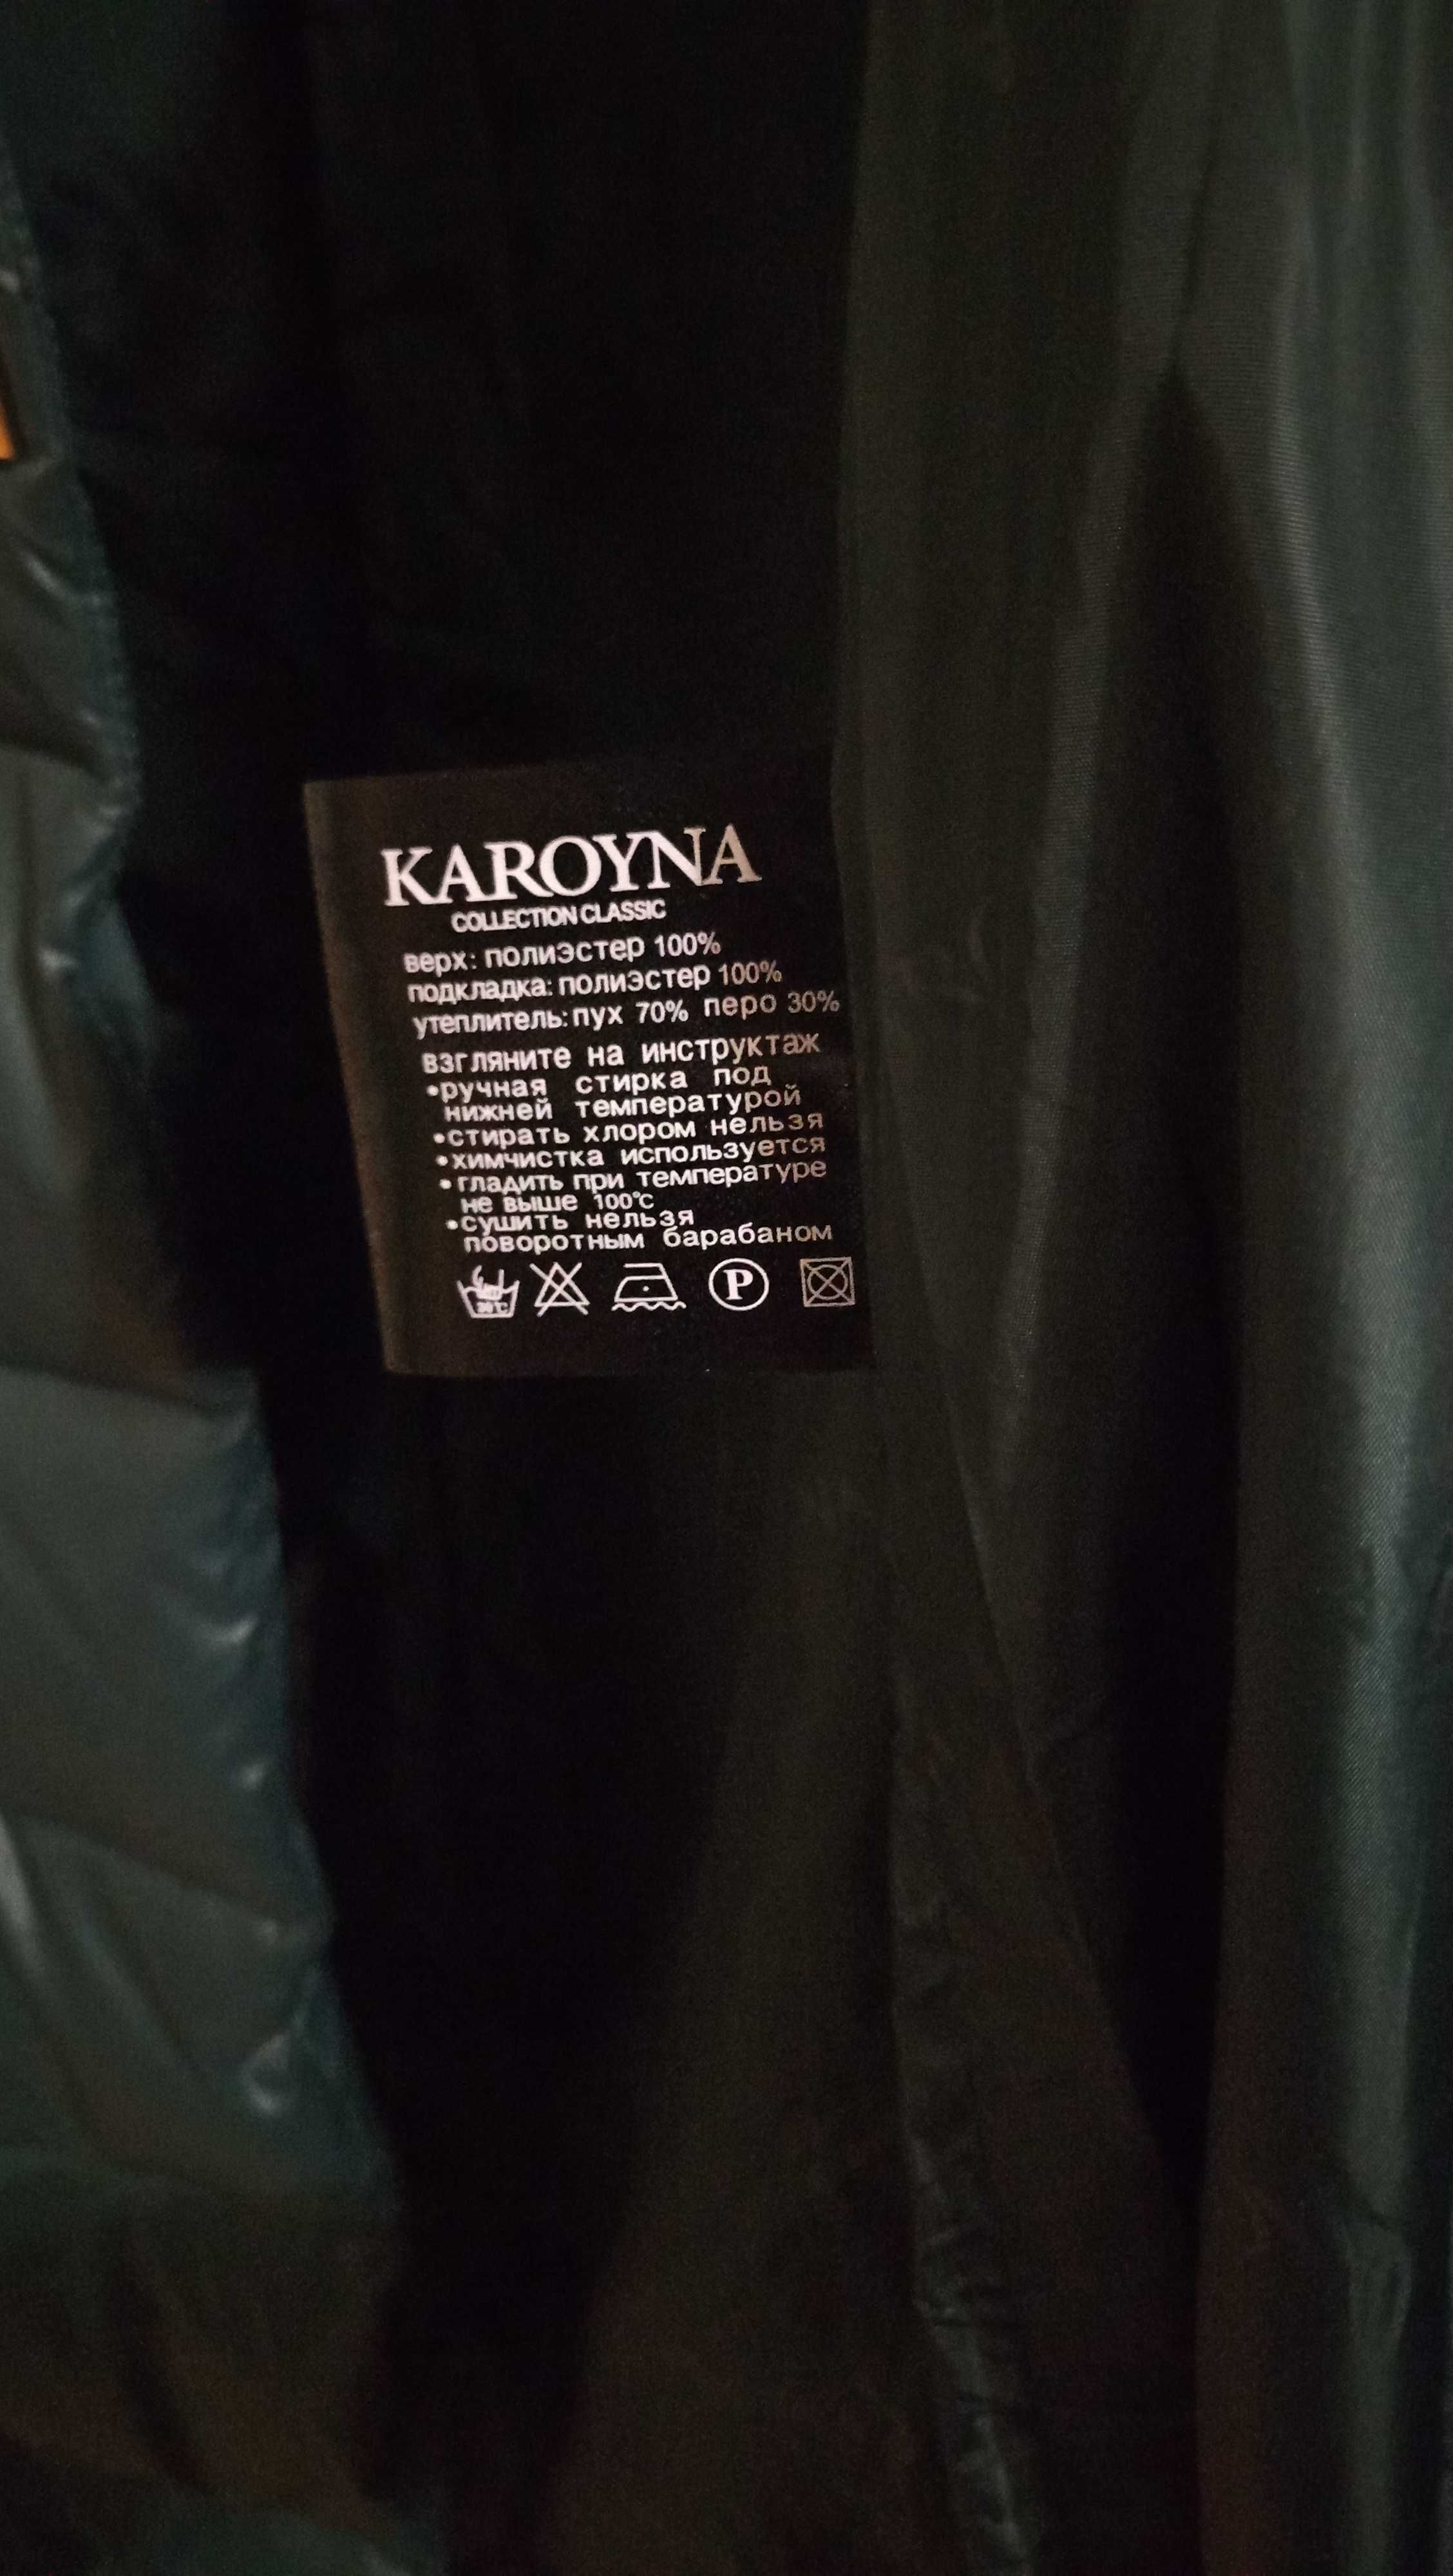 KAROYNA
COLLECTION CLASSIC
верх: полиэстер 100%
подкладка: полиэстер 100%
утеплитель: пух 70% перо 30%
взгляните на инструктаж
•ручная стирка под
нижней температурой
•стирать хлором нельзя
•химчистка используется
•гладить при температуре
не выше 100°C
•сушить нельзя
поворотным барабаном
30°C P